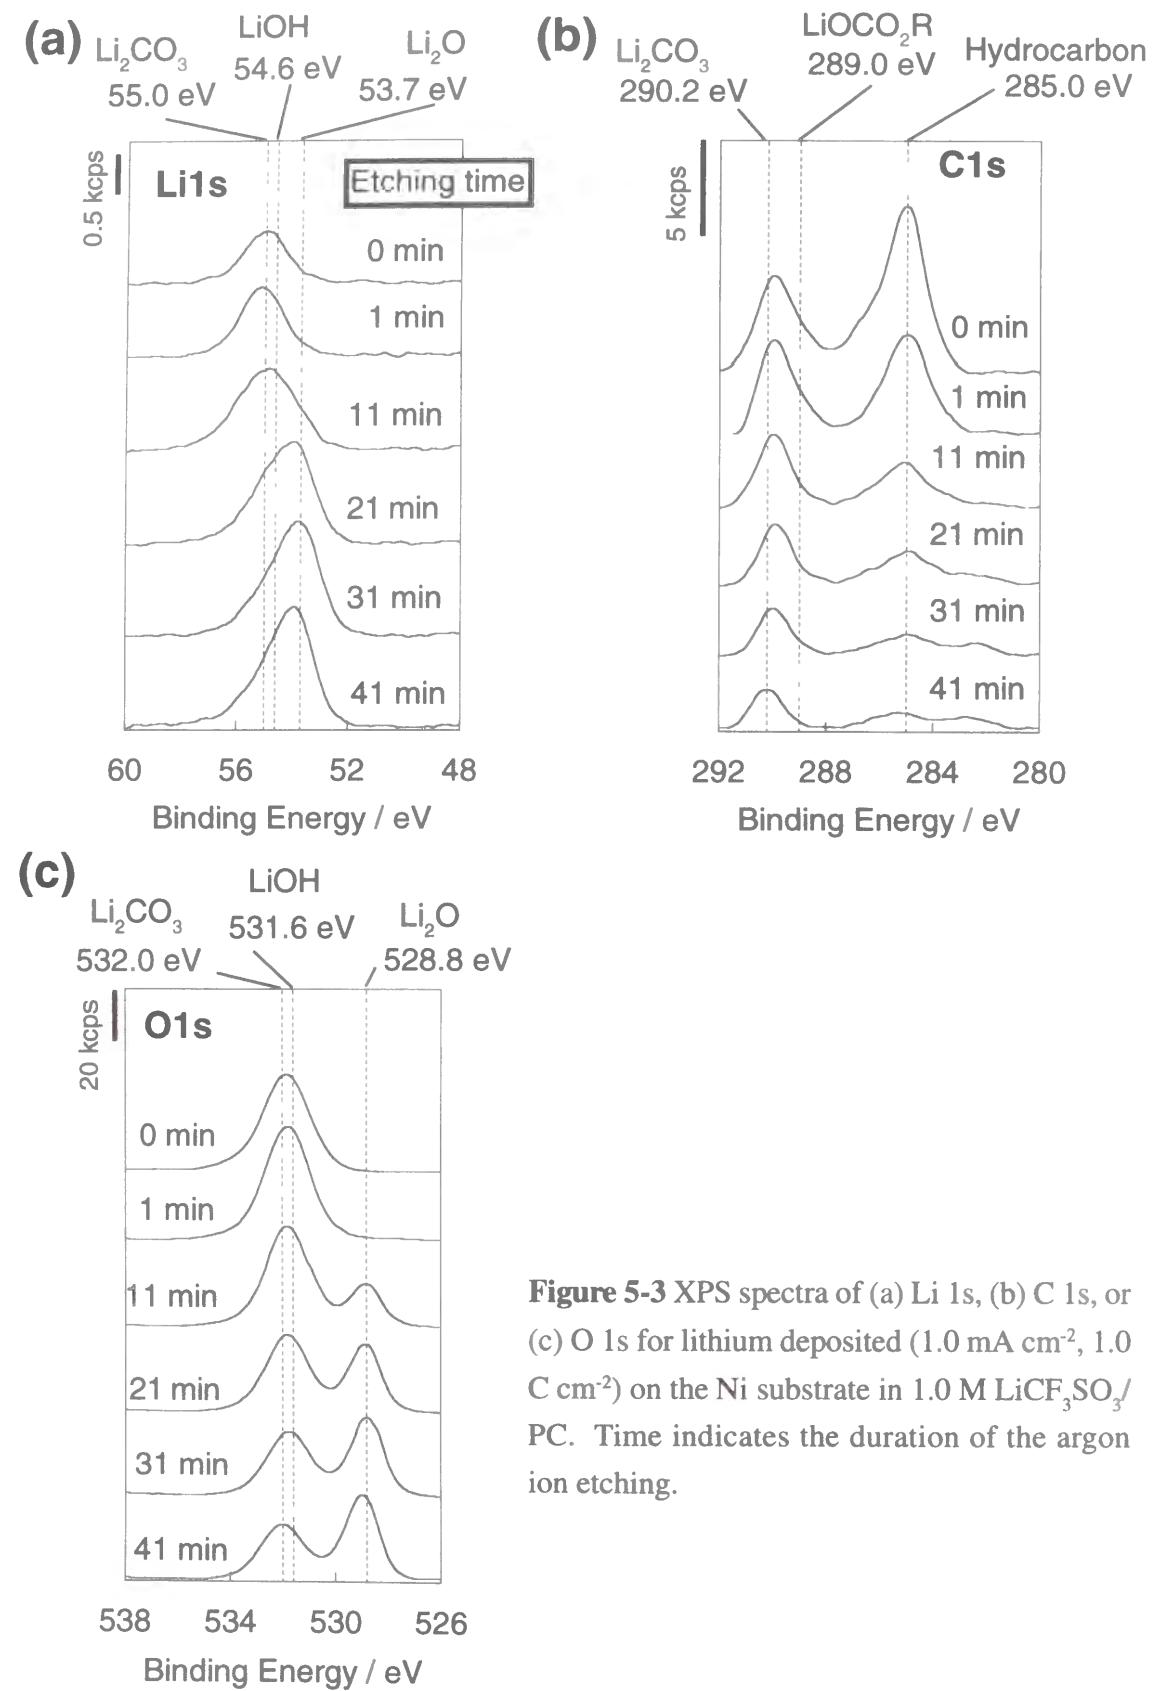 (a)
Li2CO3
55.0 eV
LiOH
54.6 eV
Li2O
53.7 eV
0.5 kcps
Li1s
Etching time
0 min
1 min
11 min
21 min
31 min
41 min
60 56 52 48
Binding Energy / eV
(b)
Li2CO3
290.2 eV
LiOCO2R
289.0 eV
Hydrocarbon
285.0 eV
5 kcps
C1s
0 min
1 min
11 min
21 min
31 min
41 min
292 288 284 280
Binding Energy / eV
(c)
Li2CO3
532.0 eV
LiOH
531.6 eV
Li2O
528.8 eV
20 kcps
O1s
0 min
1 min
11 min
21 min
31 min
41 min
538 534 530 526
Binding Energy / eV
Figure 5-3 XPS spectra of (a) Li 1s, (b) C 1s, or
(c) O 1s for lithium deposited (1.0 mA cm-2, 1.0
C cm-2) on the Ni substrate in 1.0 M LiCF3SO3/
PC. Time indicates the duration of the argon
ion etching.